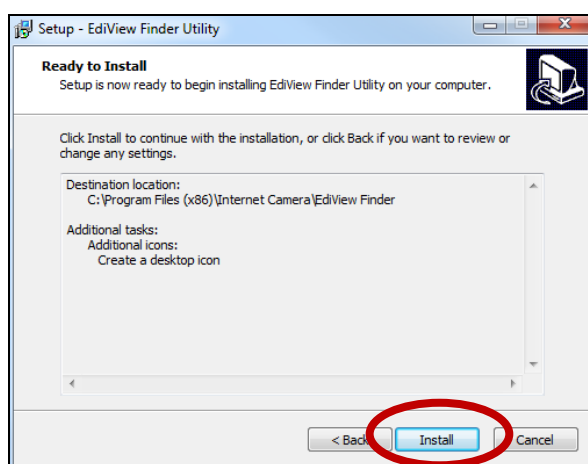 Setup - EdiView Finder Utility
Ready to Install
Setup is now ready to begin installing EdiView Finder Utility on your computer.
Click Install to continue with the installation, or click Back if you want to review or
change any settings.
Destination location:
C:\Program Files (x86)\Internet Camera\EdiView Finder
Additional tasks:
Additional icons:
Create a desktop icon
< Back Install Cancel